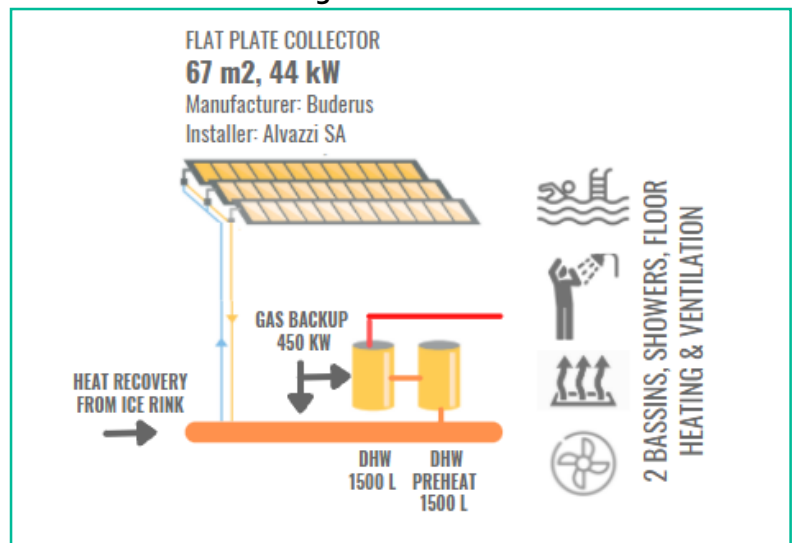 FLAT PLATE COLLECTOR
67 m2, 44 kW
Manufacturer: Buderus
Installer: Alvazzi SA
GAS BACKUP
450 KW
HEAT RECOVERY
FROM ICE RINK
DHW
1500 L
DHW
PREHEAT
1500 L
2 BASSINS, SHOWERS, FLOOR
HEATING & VENTILATION